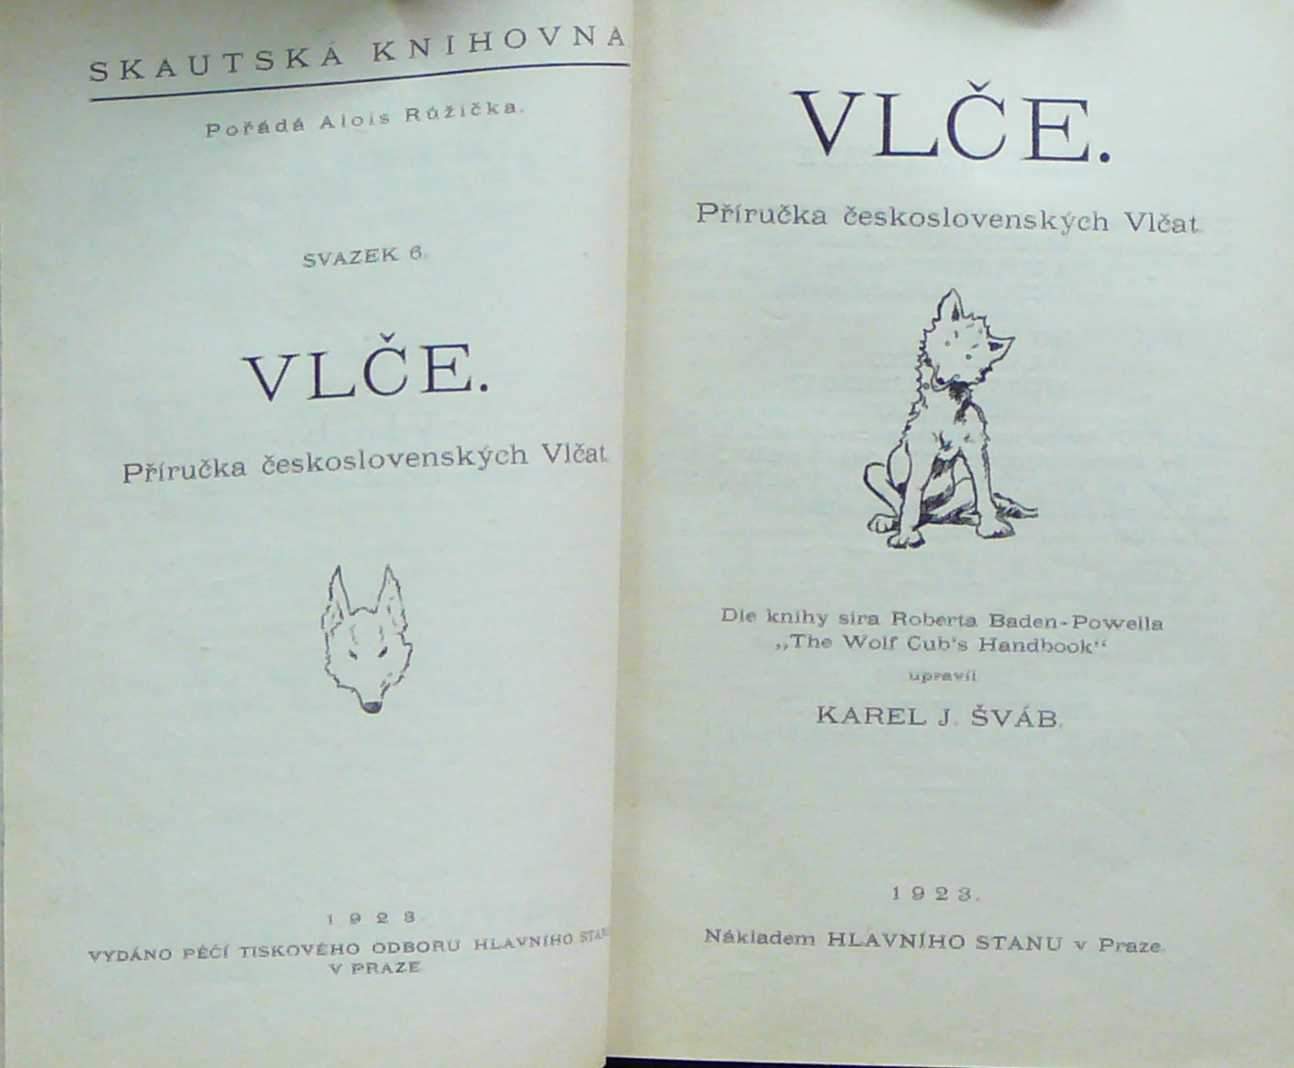 SKAUTSKÁ KNIHOVNA
Pořádá Alois Růžička.
SVAZEK 6.
VLČE.
Příručka československých Vlčat
1923.
VYDÁNO PÉČÍ TISKOVÉHO ODBORU HLAVNÍHO
V PRAZE
VLČE.
Příručka československých Vlčat
Dle knihy sira Roberta Baden-Powella
„The Wolf Cub's Handbook“
upravil
KAREL J. ŠVÁB.
1923.
Nákladem HLAVNÍHO STANU v Praze.